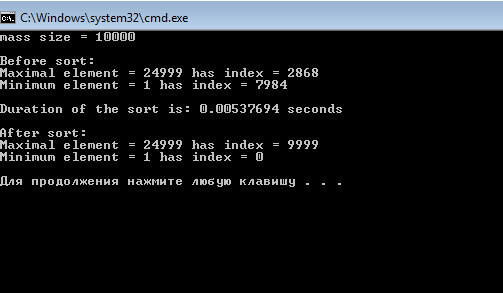 C:\Windows\system32\cmd.exe
mass size = 10000
Before sort:
Maximal element = 24999 has index = 2868
Minimum element = 1 has index = 7984
Duration of the sort is: 0.00537694 seconds
After sort:
Maximal element = 24999 has index = 9999
Minimum element = 1 has index = 0
Для продолжения нажмите любую клавишу . . .